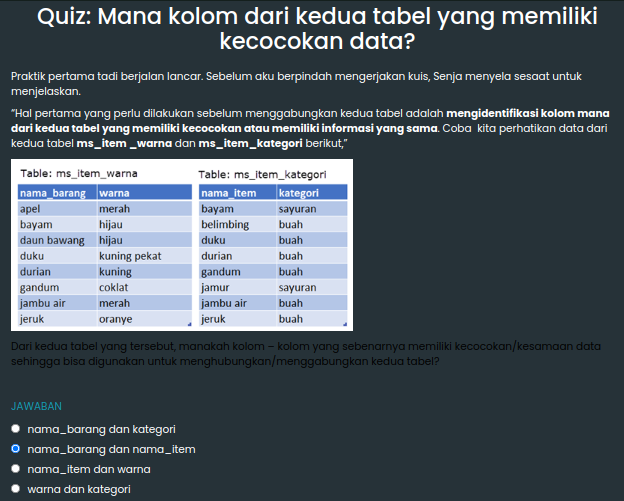 Quiz: Mana kolom dari kedua tabel yang memiliki
kecocokan data?
Praktik pertama tadi berjalan lancar. Sebelum aku berpindah mengerjakan kuis, Senja menyela sesaat untuk
menjelaskan.
“Hal pertama yang perlu dilakukan sebelum menggabungkan kedua tabel adalah mengidentifikasi kolom mana
dari kedua tabel yang memiliki kecocokan atau memiliki informasi yang sama. Coba kita perhatikan data dari
kedua tabel ms_item _warna dan ms_item_kategori berikut,”
Table: ms_item_warna
nama_barang warna
apel merah
bayam hijau
daun bawang hijau
duku kuning pekat
durian kuning
gandum coklat
jambu air merah
jeruk oranye
Table: ms_item_kategori
nama_item kategori
bayam sayuran
belimbing buah
duku buah
durian buah
gandum buah
jamur sayuran
jambu air buah
jeruk buah
Dari kedua tabel yang tersebut, manakah kolom – kolom yang sebenarnya memiliki kecocokan/kesamaan data
sehingga bisa digunakan untuk menghubungkan/menggabungkan kedua tabel?
JAWABAN
nama_barang dan kategori
nama_barang dan nama_item
nama_item dan warna
warna dan kategori